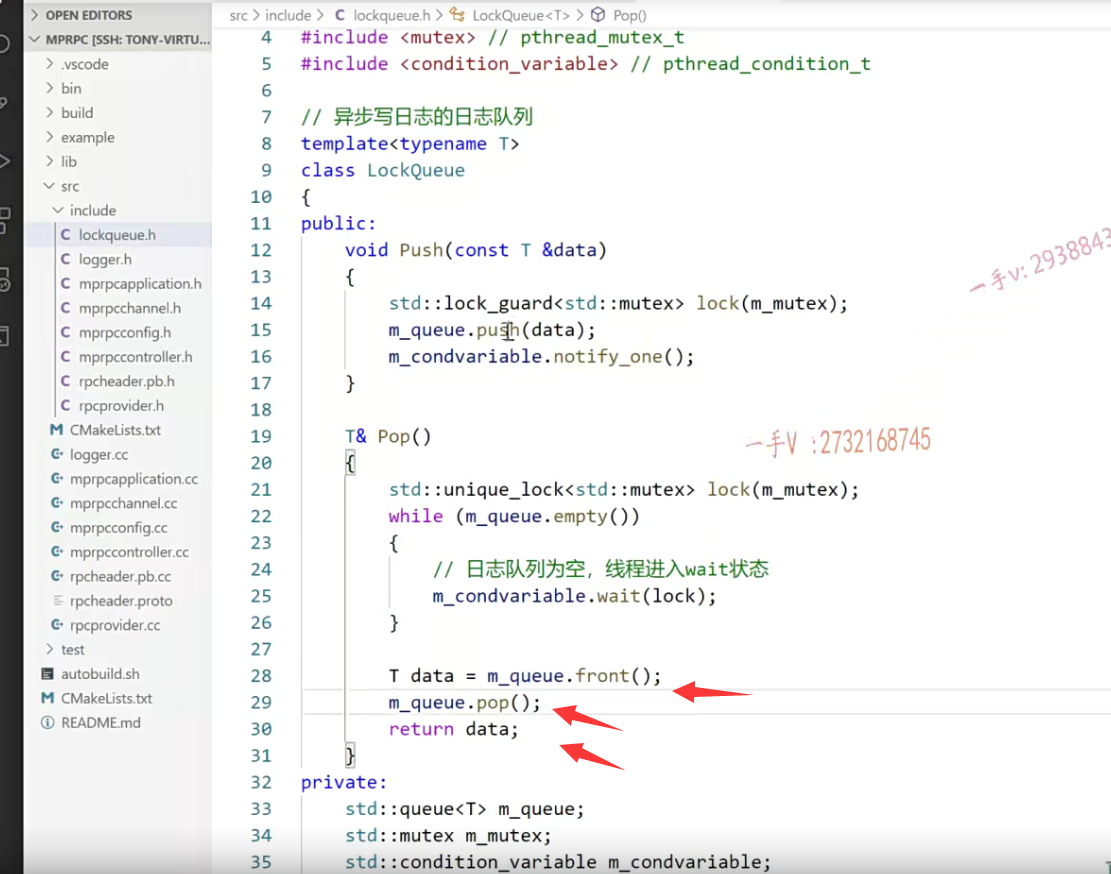 OPEN EDITORS
MPRPC [SSH: TONY-VIRTU...
.vscode
bin
build
example
lib
src
include
C lockqueue.h
C logger.h
C mprpcapplication.h
C mprpcchannel.h
C mprpcconfig.h
C mprpccontroller.h
C rpcheader.pb.h
C rpcprovider.h
M CMakeLists.txt
logger.cc
mprpcapplication.cc
mprpcchannel.cc
mprpcconfig.cc
mprpccontroller.cc
rpcheader.pb.cc
rpcheader.proto
rpcprovider.cc
test
autobuild.sh
M CMakeLists.txt
README.md
src > include > C lockqueue.h > LockQueue<T> > Pop()
4 #include <mutex> // pthread_mutex_t
5 #include <condition_variable> // pthread_condition_t
6
7 // 异步写日志的日志队列
8 template<typename T>
9 class LockQueue
10 {
11 public:
12 void Push(const T &data)
13 {
14 std::lock_guard<std::mutex> lock(m_mutex);
15 m_queue.push(data);
16 m_condvariable.notify_one();
17 }
18
19 T& Pop()
20 {
21 std::unique_lock<std::mutex> lock(m_mutex);
22 while (m_queue.empty())
23 {
24 // 日志队列为空，线程进入wait状态
25 m_condvariable.wait(lock);
26 }
27
28 T data = m_queue.front();
29 m_queue.pop();
30 return data;
31 }
32 private:
33 std::queue<T> m_queue;
34 std::mutex m_mutex;
35 std::condition_variable m_condvariable;
一手v: 2938843
一手V :2732168745